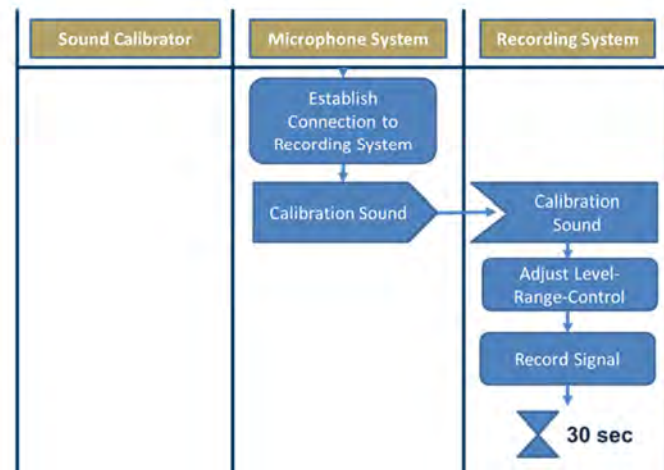 Sound Calibrator
Microphone System
Recording System
Establish
Connection to
Recording System
Calibration Sound
Calibration
Sound
Adjust Level-
Range-Control
Record Signal
30 sec